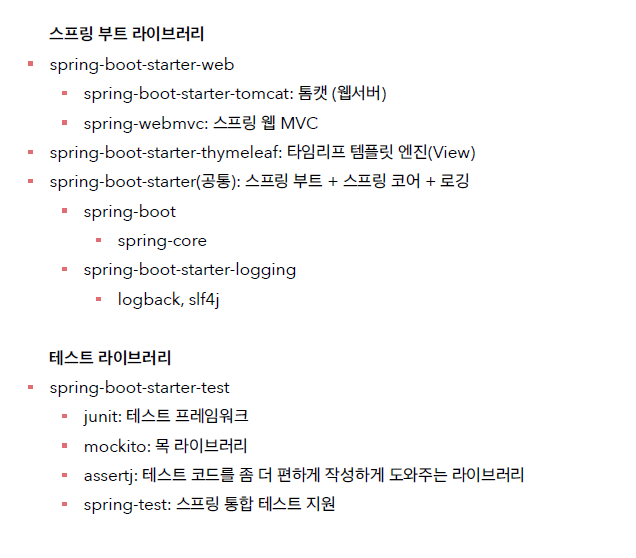 스프링 부트 라이브러리
spring-boot-starter-web
spring-boot-starter-tomcat: 톰캣 (웹서버)
spring-webmvc: 스프링 웹 MVC
spring-boot-starter-thymeleaf: 타임리프 템플릿 엔진(View)
spring-boot-starter(공통): 스프링 부트 + 스프링 코어 + 로깅
spring-boot
spring-core
spring-boot-starter-logging
logback, slf4j
테스트 라이브러리
spring-boot-starter-test
junit: 테스트 프레임워크
mockito: 목 라이브러리
assertj: 테스트 코드를 좀 더 편하게 작성하게 도와주는 라이브러리
spring-test: 스프링 통합 테스트 지원